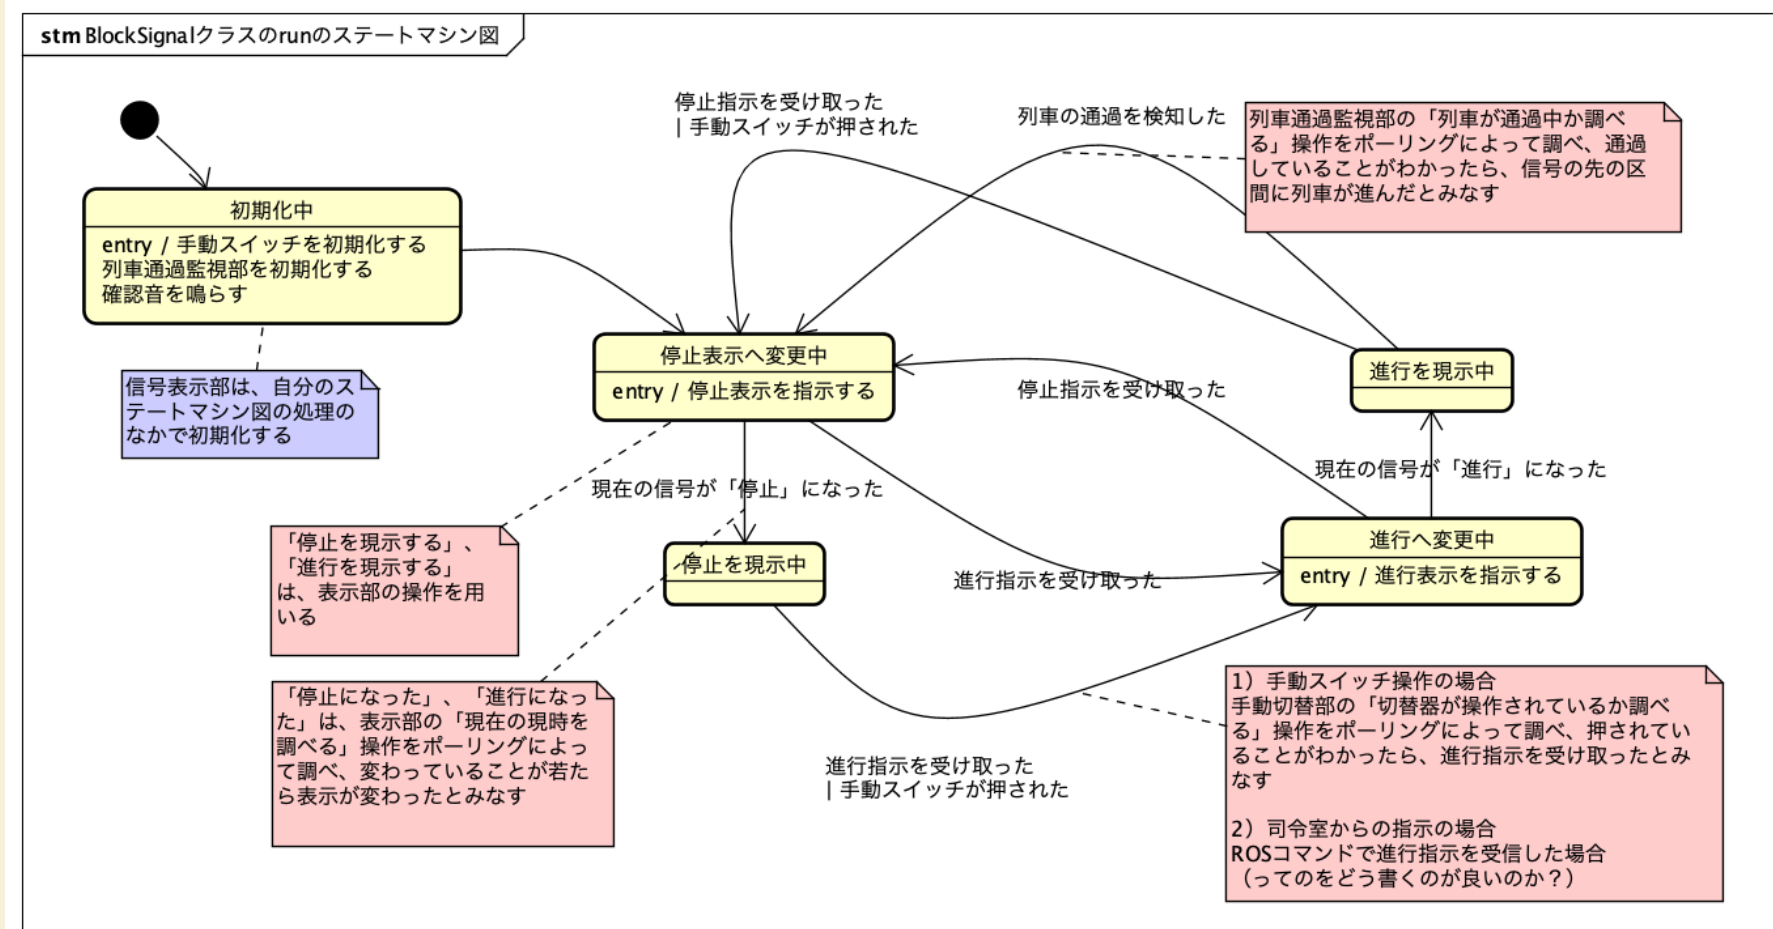 stm BlockSignalクラスのrunのステートマシン図
停止指示を受け取った
| 手動スイッチが押された
列車の通過を検知した
列車通過監視部の「列車が通過中か調べ
る」操作をポーリングによって調べ、通過
していることがわかったら、信号の先の区
間に列車が進んだとみなす
初期化中
entry / 手動スイッチを初期化する
列車通過監視部を初期化する
確認音を鳴らす
信号表示部は、自分のス
テートマシン図の処理の
なかで初期化する
停止表示へ変更中
entry / 停止表示を指示する
停止指示を受け取った
進行を現示中
現在の信号が「進行」になった
現在の信号が「停止」になった
進行へ変更中
entry / 進行表示を指示する
「停止を現示する」、
「進行を現示する」
は、表示部の操作を用
いる
停止を現示中
進行指示を受け取った
「停止になった」、「進行になっ
た」は、表示部の「現在の現時を
調べる」操作をポーリングによっ
て調べ、変わっていることが若た
ら表示が変わったとみなす
進行指示を受け取った
| 手動スイッチが押された
1）手動スイッチ操作の場合
手動切替部の「切替器が操作されているか調べ
る」操作をポーリングによって調べ、押されてい
ることがわかったら、進行指示を受け取ったとみ
なす
2）司令室からの指示の場合
ROSコマンドで進行指示を受信した場合
（ってのをどう書くのが良いのか？）